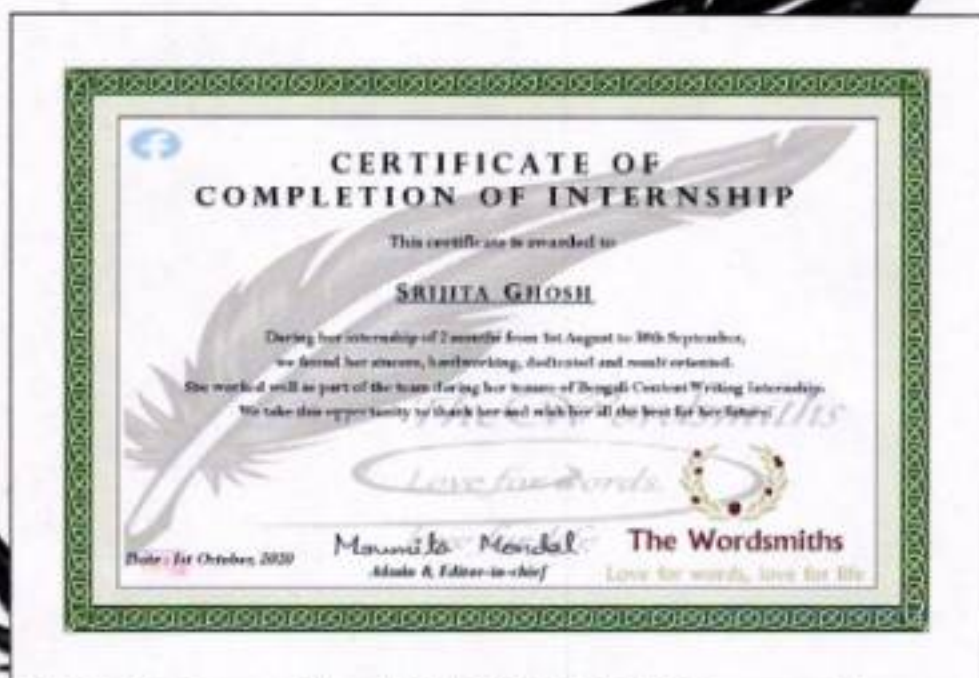 CERTIFICATE OF
COMPLETION OF INTERNSHIP
This certificate is awarded to
SRIJITA GHOSH
During her internship of 2 months from 1st August to 30th September,
we found her sincere, hardworking, dedicated and result oriented.
She worked well as part of the team during her tenure of Bengali Content Writing Internship.
We take this opportunity to thank her and wish her all the best for her future.
The Wordsmiths
Love for words,
Date : 1st October, 2020
Moumita Mondal
& Editor-in-chief
The Wordsmiths
Love for words, love for life